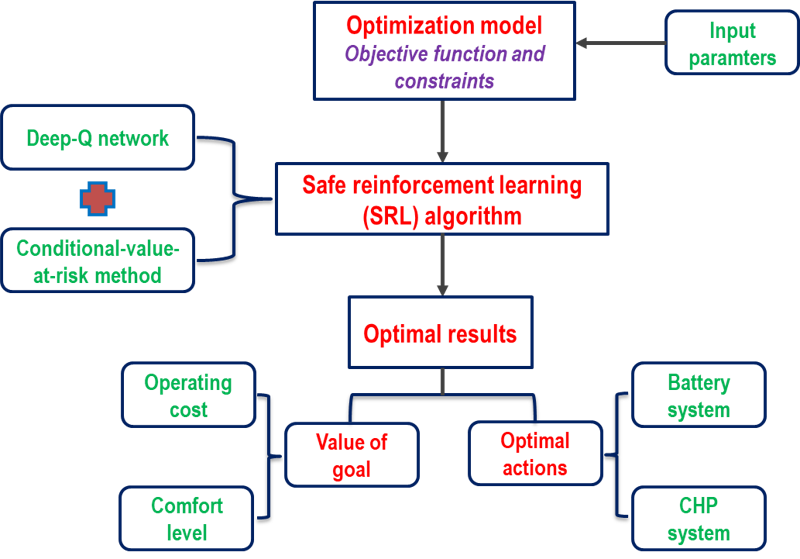 Optimization model
Objective function and
constraints
Input
paramters
Deep-Q network
Conditional-value-
at-risk method
Safe reinforcement learning
(SRL) algorithm
Optimal results
Operating
cost
Comfort
level
Value of
goal
Optimal
actions
Battery
system
CHP
system